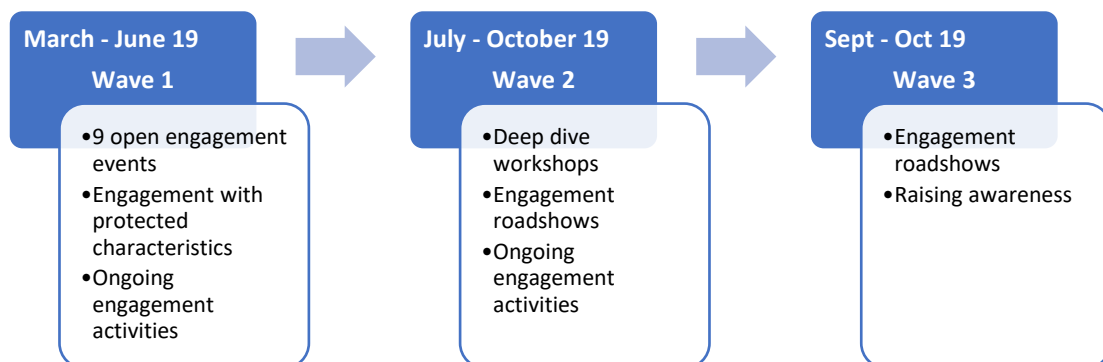 March - June 19
Wave 1
•9 open engagement
events
•Engagement with
protected
characteristics
•Ongoing
engagement
activities
July - October 19
Wave 2
•Deep dive
workshops
•Engagement
roadshows
•Ongoing
engagement
activities
Sept - Oct 19
Wave 3
•Engagement
roadshows
•Raising awareness